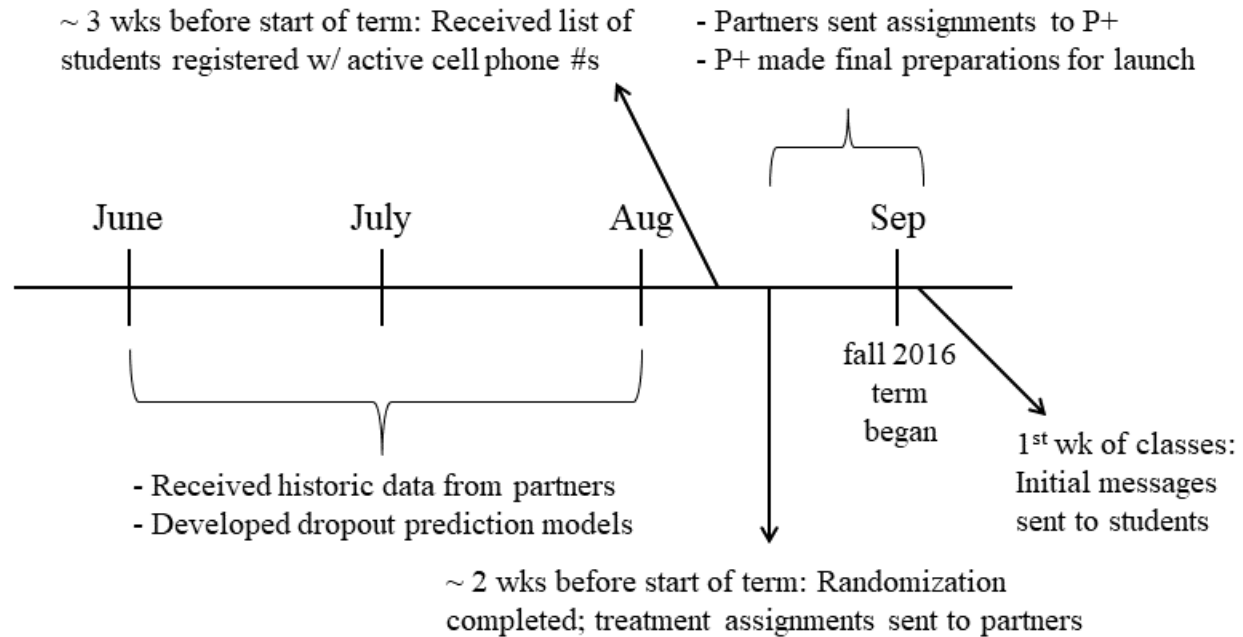 ~ 3 wks before start of term: Received list of
students registered w/ active cell phone #s
- Partners sent assignments to P+
- P+ made final preparations for launch
June
July
Aug
Sep
fall 2016
term
began
- Received historic data from partners
- Developed dropout prediction models
1st wk of classes:
Initial messages
sent to students
~ 2 wks before start of term: Randomization
completed; treatment assignments sent to partners